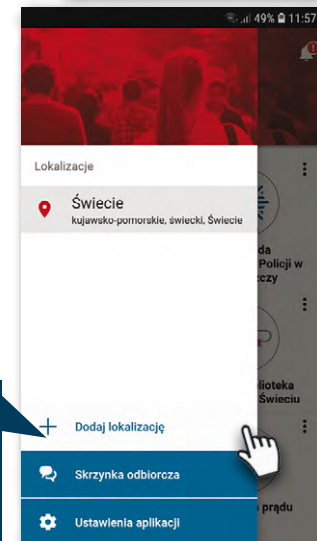 49% 11:57
Lokalizacje
Świecie
kujawsko-pomorskie, świecki, Świecie
da
Policji w
czy
lioteka
Świeciu
Dodaj lokalizację
prądu
Skrzynka odbiorcza
Ustawienia aplikacji